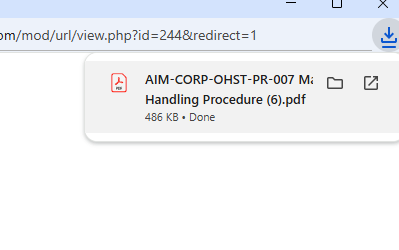 om/mod/url/view.php?id=244&redirect=1
AIM-CORP-OHST-PR-007 Ma
Handling Procedure (6).pdf
486 KB • Done
PDF